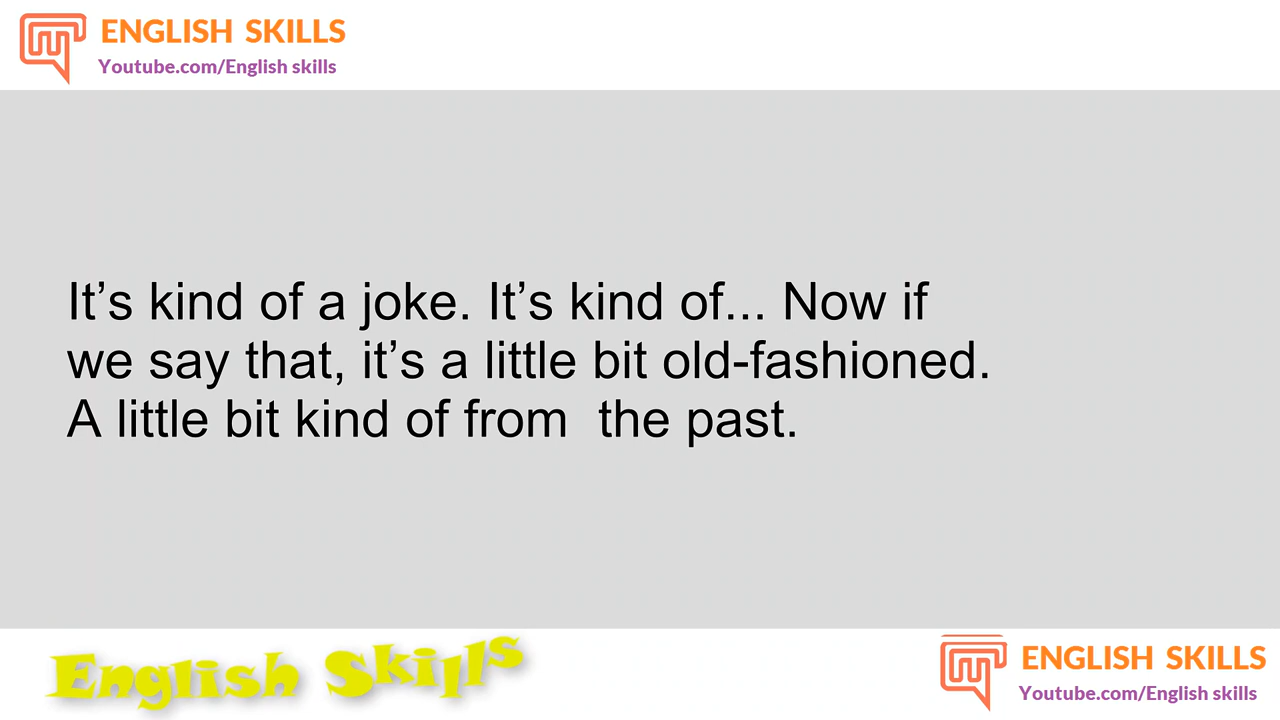 ENGLISH SKILLS
Youtube.com/English skills
It’s kind of a joke. It’s kind of... Now if
we say that, it’s a little bit old-fashioned.
A little bit kind of from  the past.
English Skills
ENGLISH SKILLS
Youtube.com/English skills